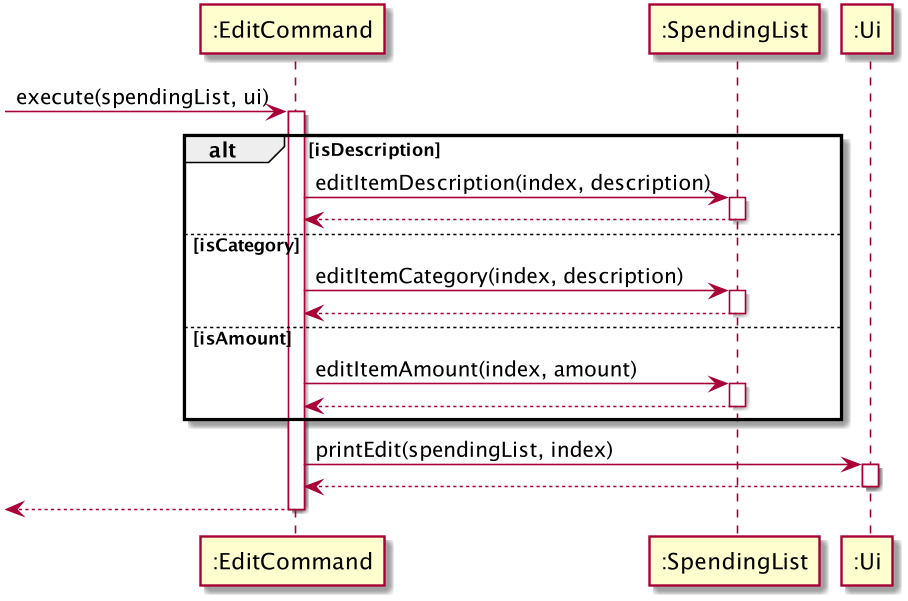 :EditCommand
:SpendingList
:Ui
execute(spendingList, ui)
alt
[isDescription]
editItemDescription(index, description)
[isCategory]
editItemCategory(index, description)
[isAmount]
editItemAmount(index, amount)
printEdit(spendingList, index)
:EditCommand
:SpendingList
:Ui